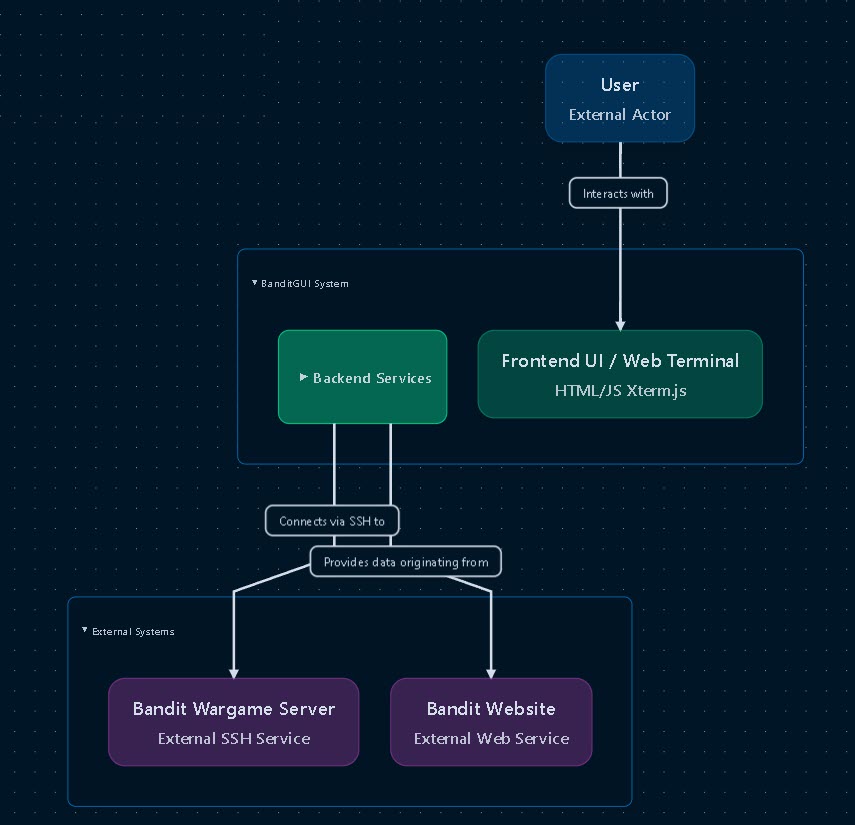 User
External Actor
Interacts with
▼ BanditGUI System
► Backend Services
Frontend UI / Web Terminal
HTML/JS Xterm.js
Connects via SSH to
Provides data originating from
▼ External Systems
Bandit Wargame Server
External SSH Service
Bandit Website
External Web Service